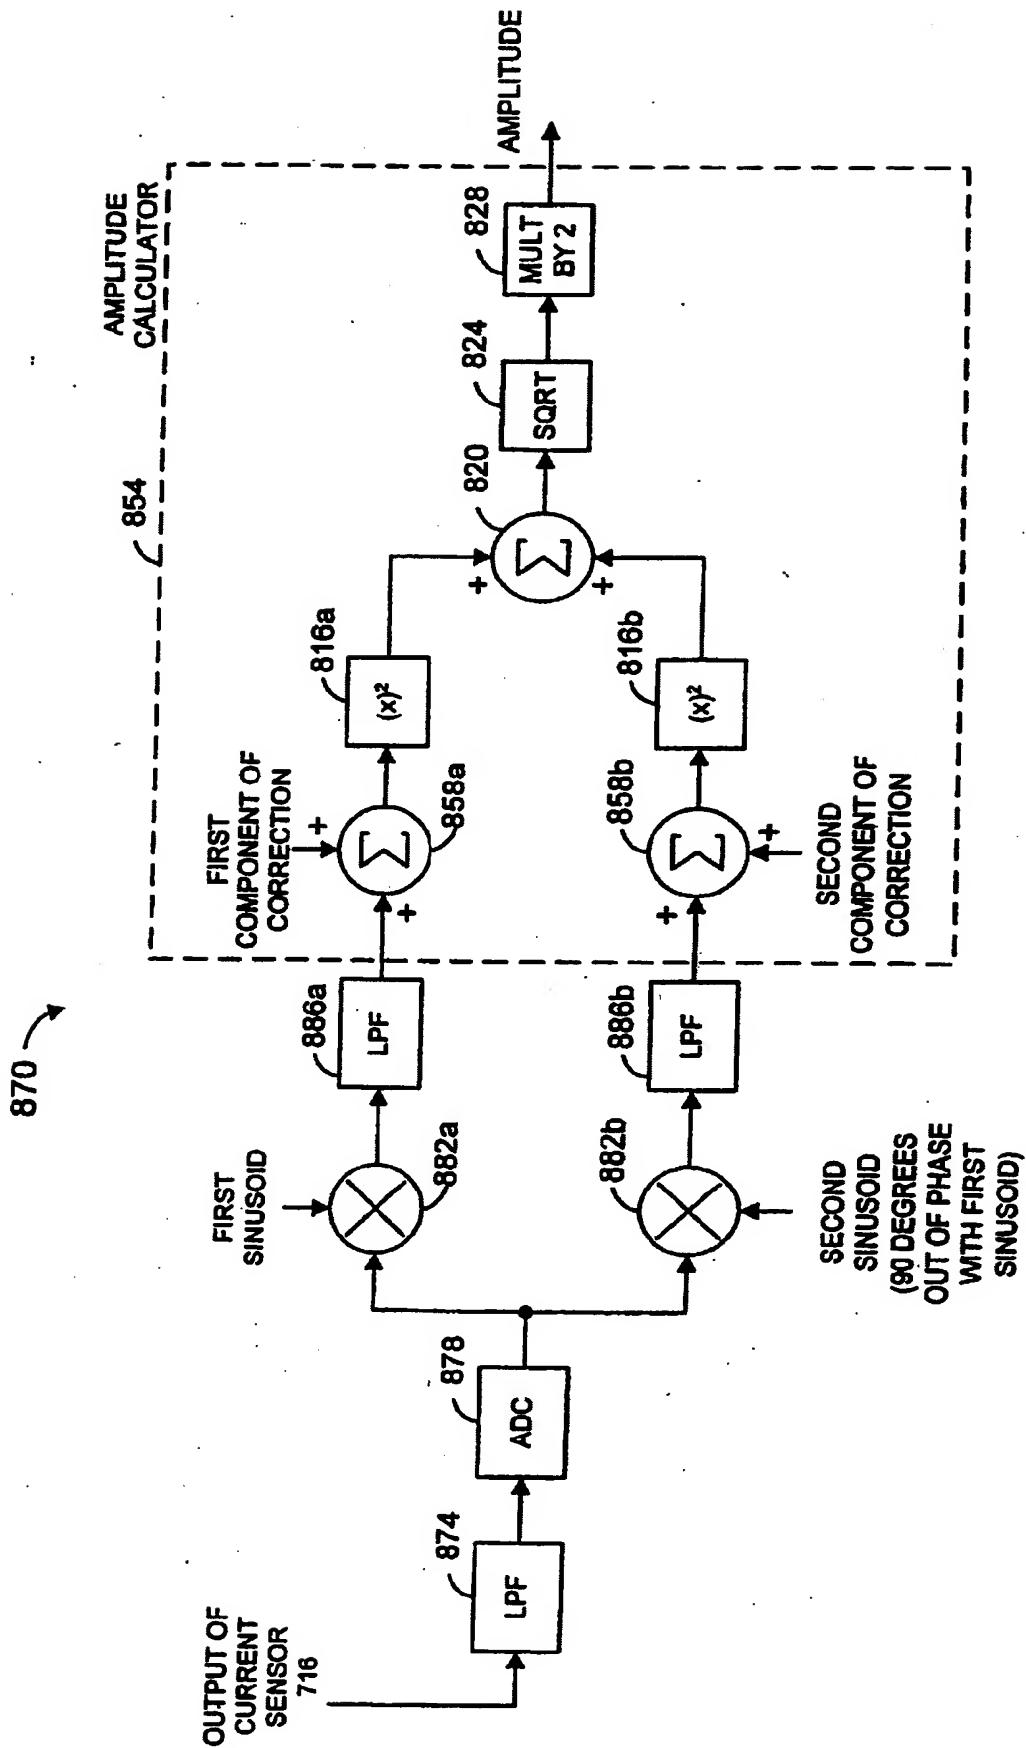 870
OUTPUT OF
CURRENT
SENSOR
716
874
LPF
878
ADC
FIRST
SINUSOID
882a
886a
LPF
882b
SECOND
SINUSOID
(90 DEGREES
OUT OF PHASE
WITH FIRST
SINUSOID)
886b
LPF
854
AMPLITUDE
CALCULATOR
FIRST
COMPONENT OF
CORRECTION
+
+
Σ
858a
816a
(x)²
858b
+
Σ
+
SECOND
COMPONENT OF
CORRECTION
816b
(x)²
820
+
Σ
+
824
SQRT
828
MULT
BY 2
AMPLITUDE